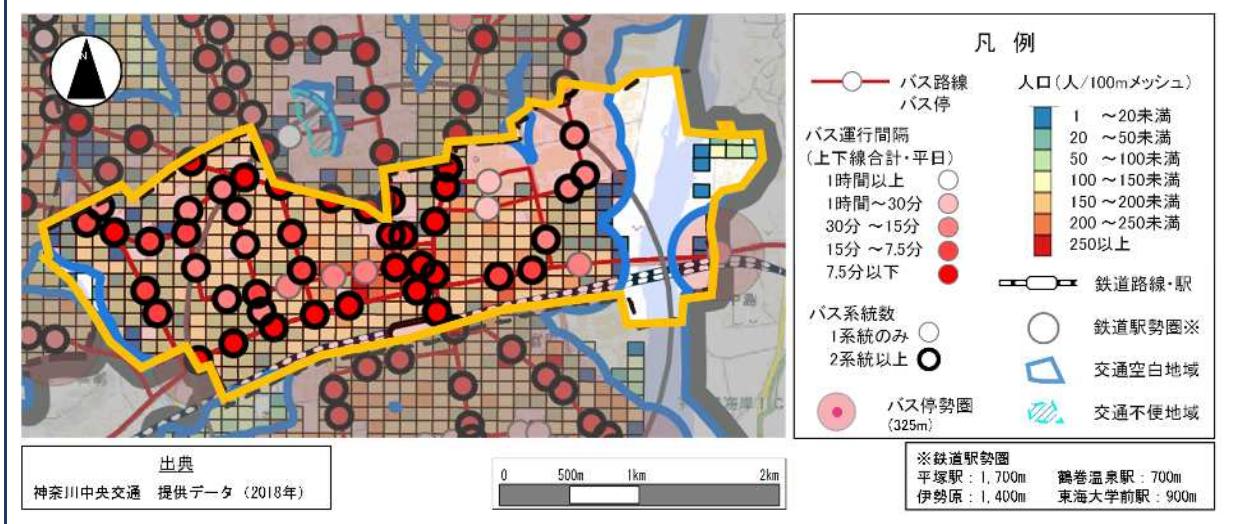 N
中島
海岸IC
凡 例
バス路線
バス停
バス運行間隔
(上下線合計・平日)
1時間以上
1時間～30分
30分 ～15分
15分～7.5分
7.5分以下
バス系統数
1系統のみ
2系統以上
バス停勢圏
(325m)
人口(人/100mメッシュ)
1 ～20未満
20 ～50未満
50 ～100未満
100 ～150未満
150 ～200未満
200 ～250未満
250以上
鉄道路線・駅
鉄道駅勢圏※
交通空白地域
交通不便地域
出典
神奈川中央交通 提供データ (2018年)
0 500m 1km 2km
※鉄道駅勢圏
平塚駅：1,700m 鶴巻温泉駅：700m
伊勢原：1,400m 東海大学前駅：900m